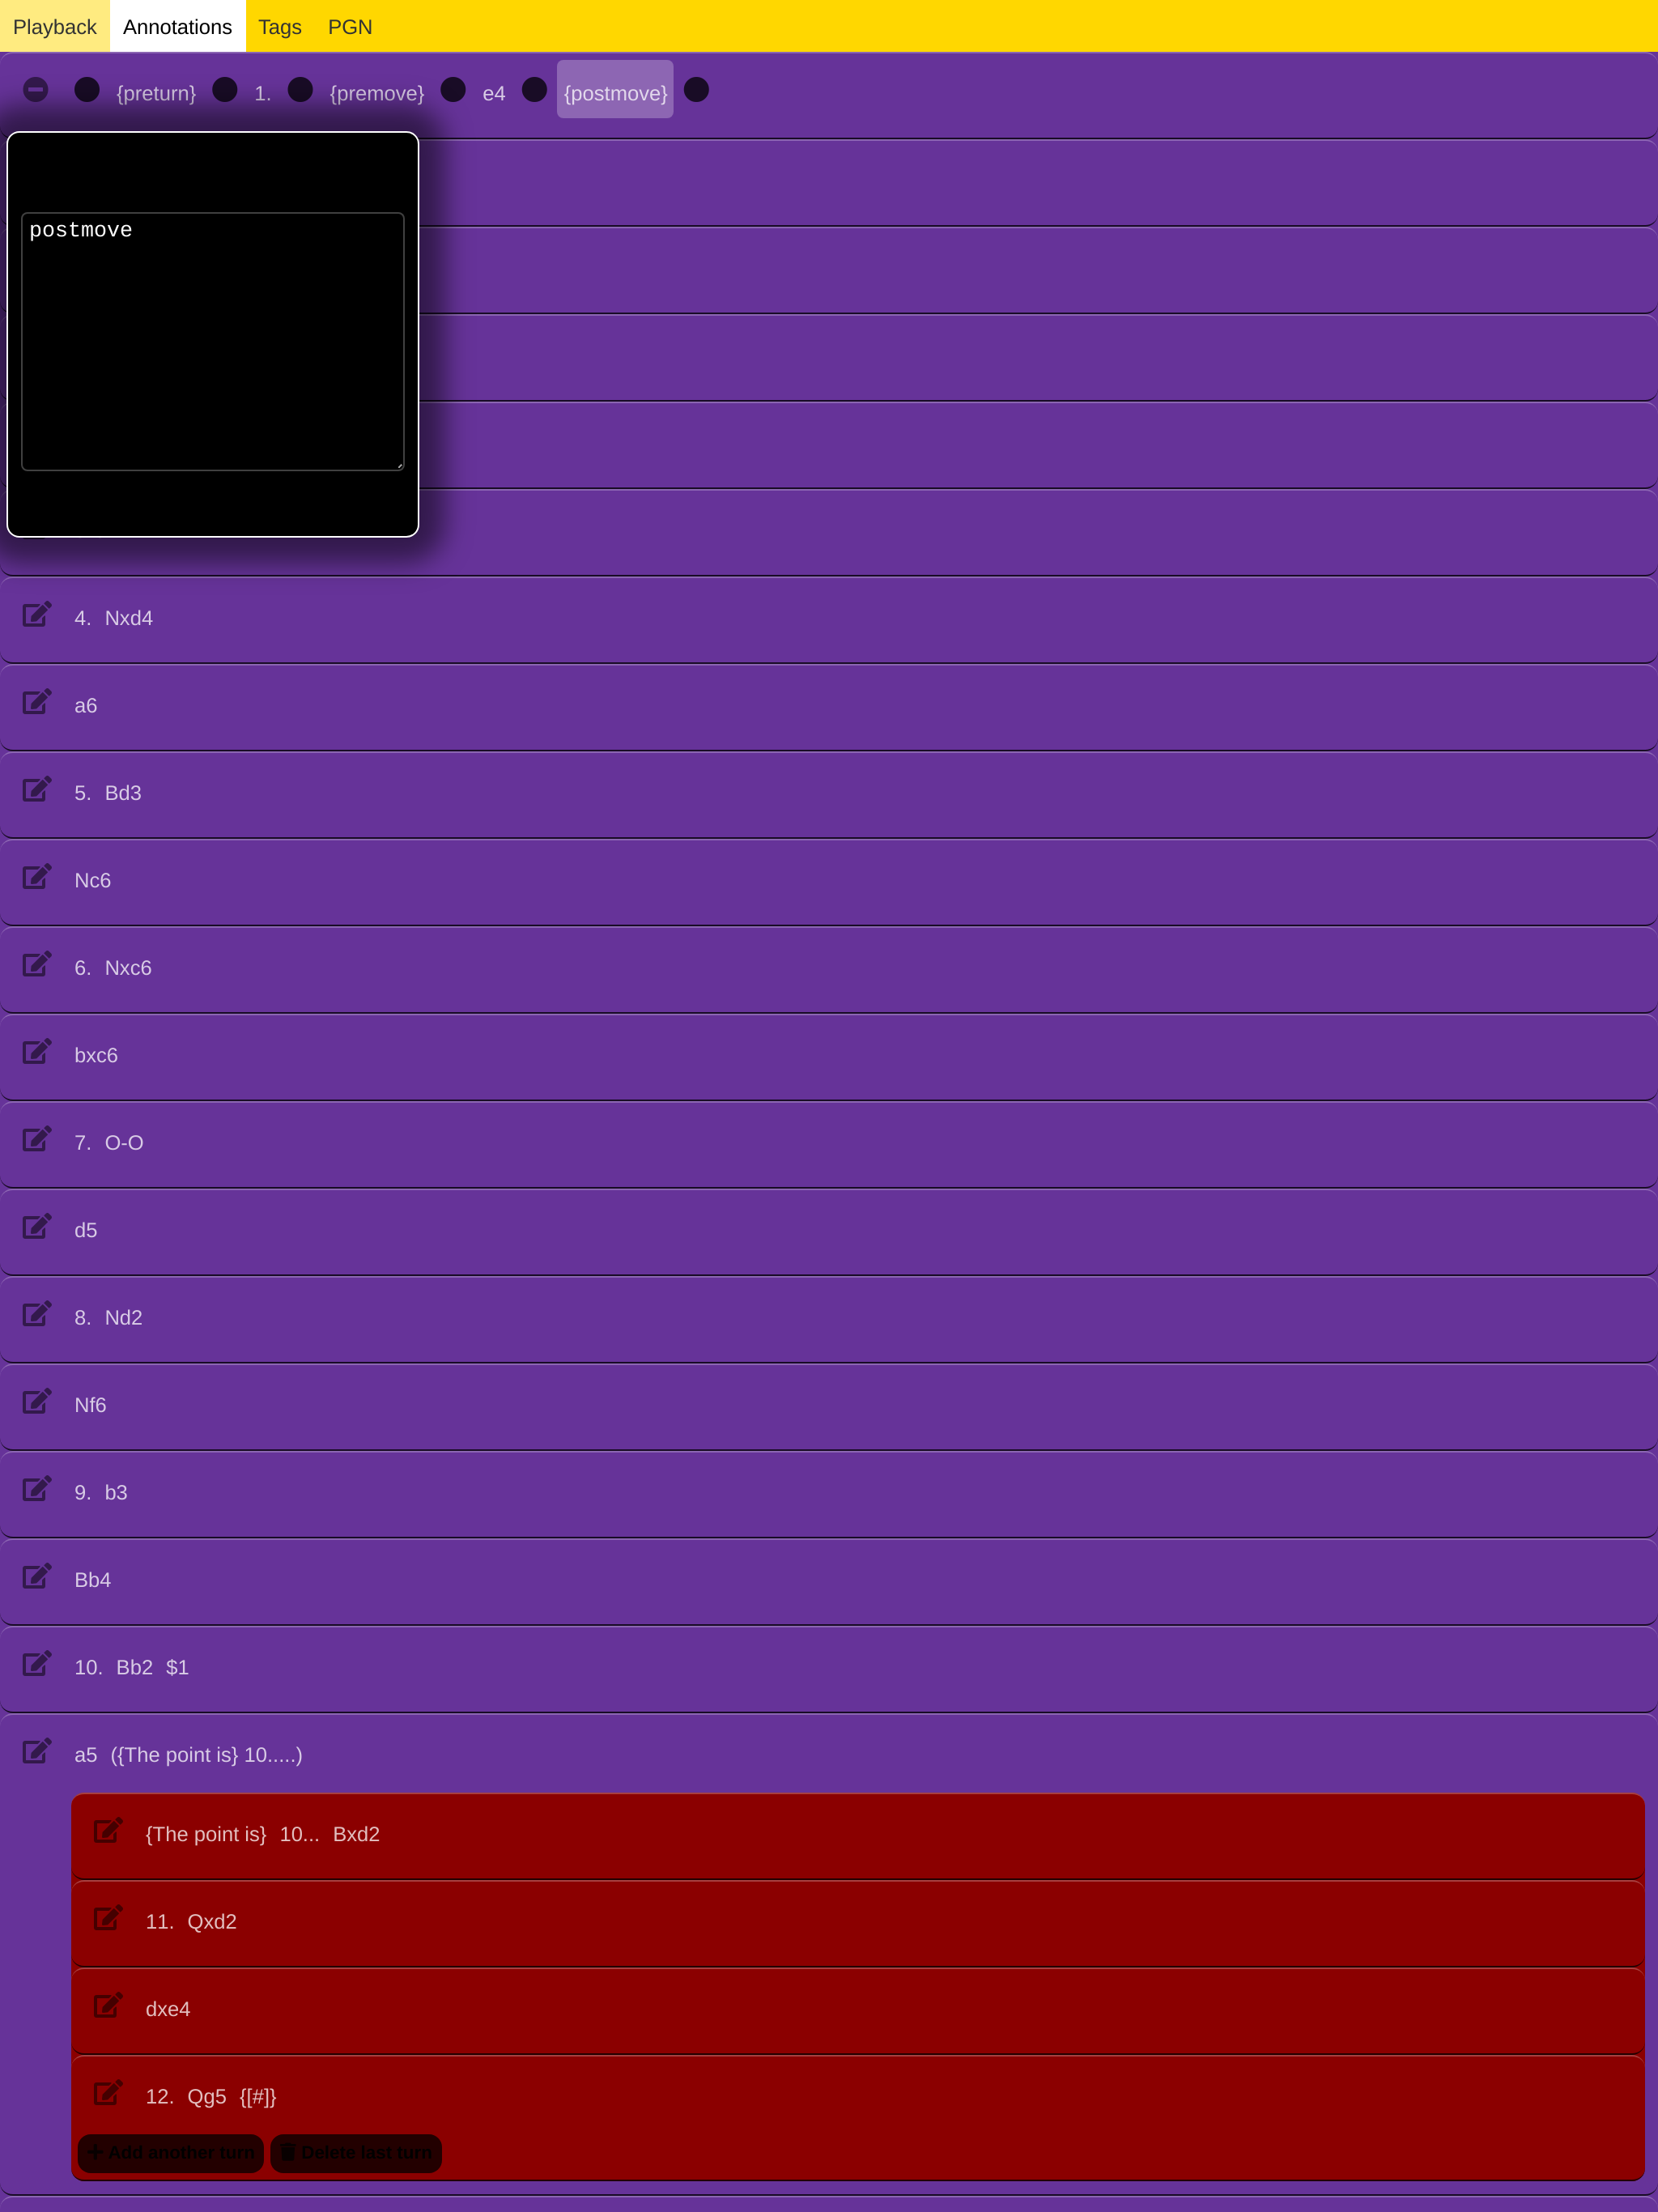 Playback Annotations Tags PGN
{preturn} 1. {premove} e4 {postmove}
postmove
4. Nxd4
a6
5. Bd3
Nc6
6. Nxc6
bxc6
7. O-O
d5
8. Nd2
Nf6
9. b3
Bb4
10. Bb2 $1
a5 ({The point is} 10.....)
{The point is} 10... Bxd2
11. Qxd2
dxe4
12. Qg5 {[#]}
Add another turn Delete last turn